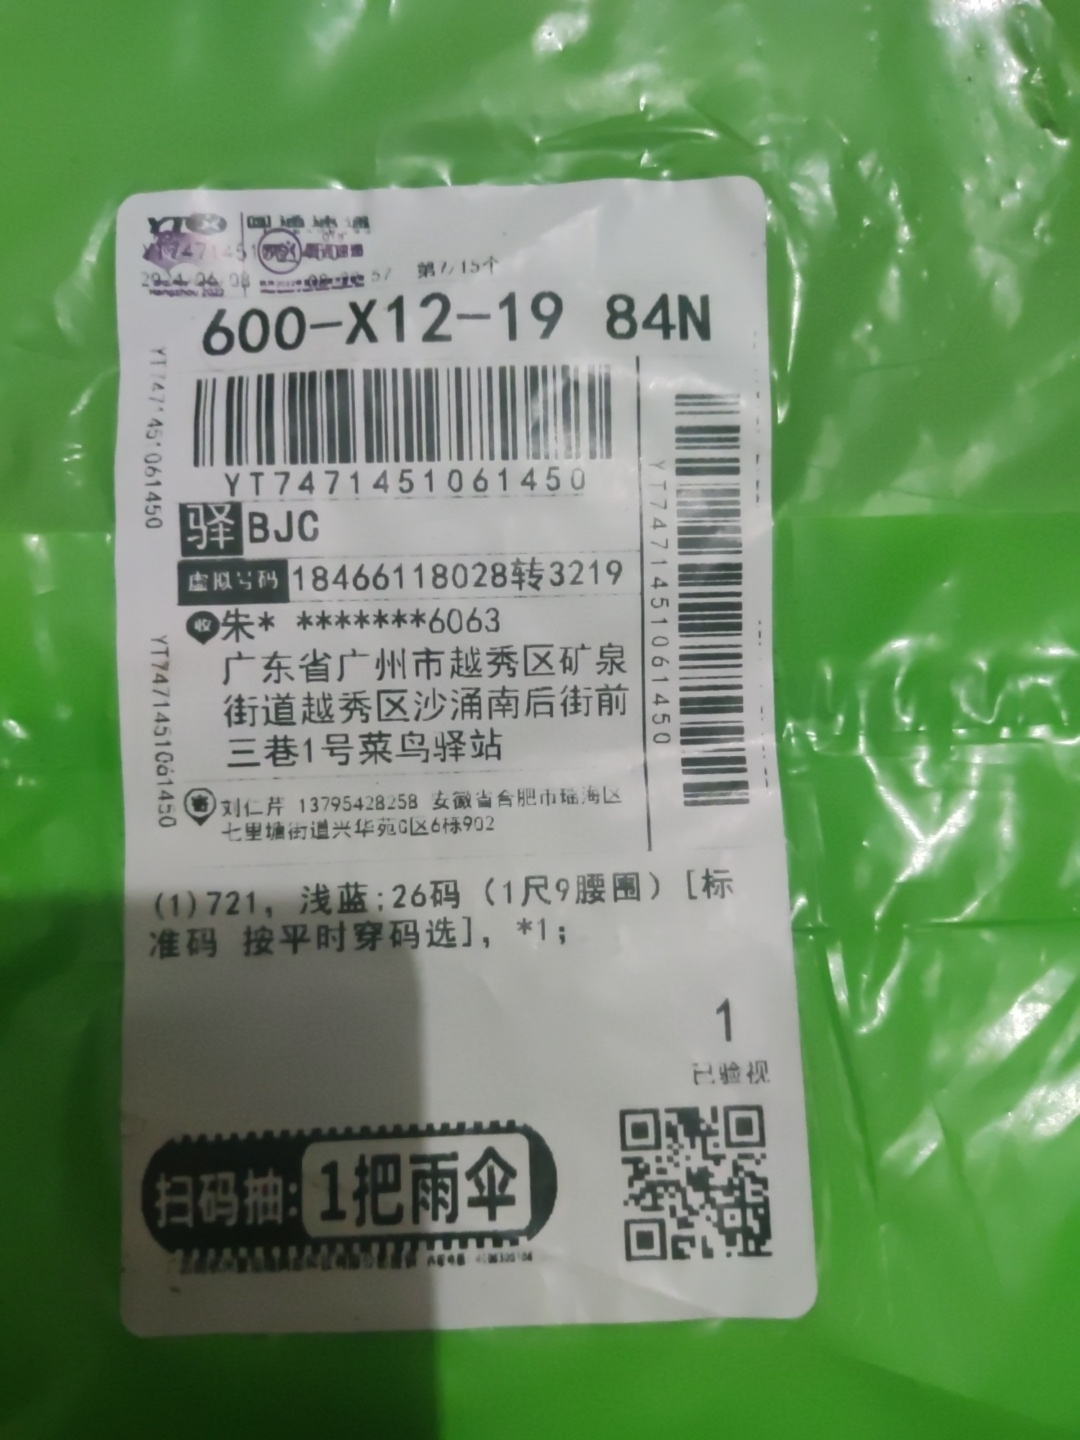 YTO 圆通速递
第7/15个
600-X12-19 84N
YT7471451061450
YT7471451061450
驿 BJC
虚拟号码 18466118028转3219
收 朱* *******6063
广东省广州市越秀区矿泉
街道越秀区沙涌南后街前
三巷1号菜鸟驿站
YT7471451061450
YT7471451061450
寄 刘仁芹 13795428258 安徽省合肥市瑶海区
七里塘街道兴华苑C区6栋902
(1)721, 浅蓝;26码 (1尺9腰围) [标
准码 按平时穿码选], *1;
1
已验视
扫码抽: 1把雨伞